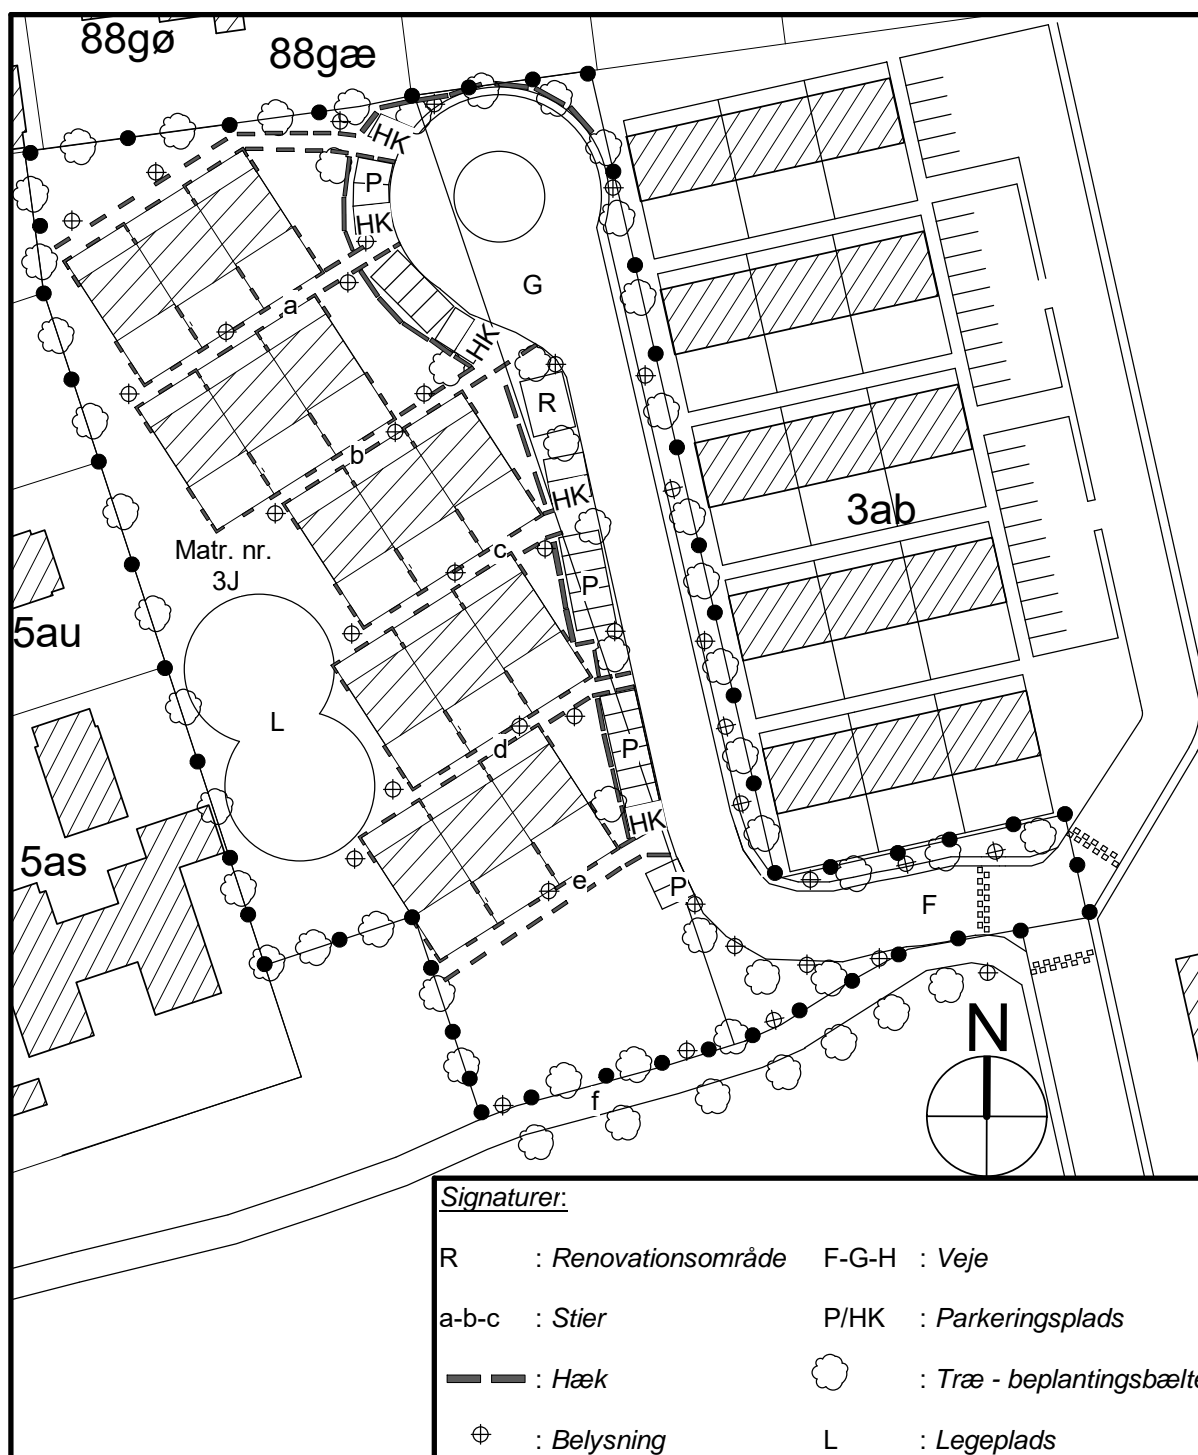 88gø
88gæ
HK
P
HK
G
a
HK
R
b
HK
3ab
c
Matr. nr.
3J
P
5au
L
d
P
HK
5as
e
P
F
N
f
Signaturer:
R : Renovationsområde F-G-H : Veje
a-b-c : Stier P/HK : Parkeringsplads
: Hæk : Træ - beplantingsbælte
: Belysning L : Legeplads